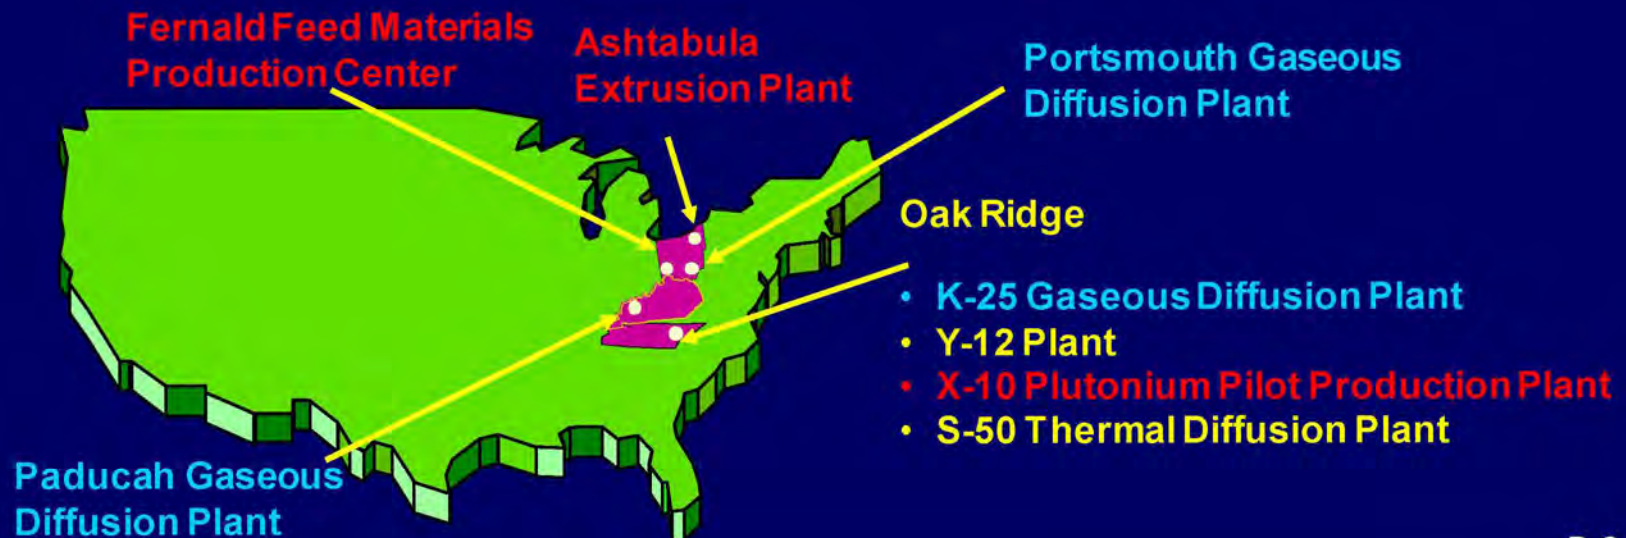 Fernald Feed Materials
Production Center
Ashtabula
Extrusion Plant
Portsmouth Gaseous
Diffusion Plant
Oak Ridge
• K-25 Gaseous Diffusion Plant
• Y-12 Plant
• X-10 Plutonium Pilot Production Plant
• S-50 Thermal Diffusion Plant
Paducah Gaseous
Diffusion Plant